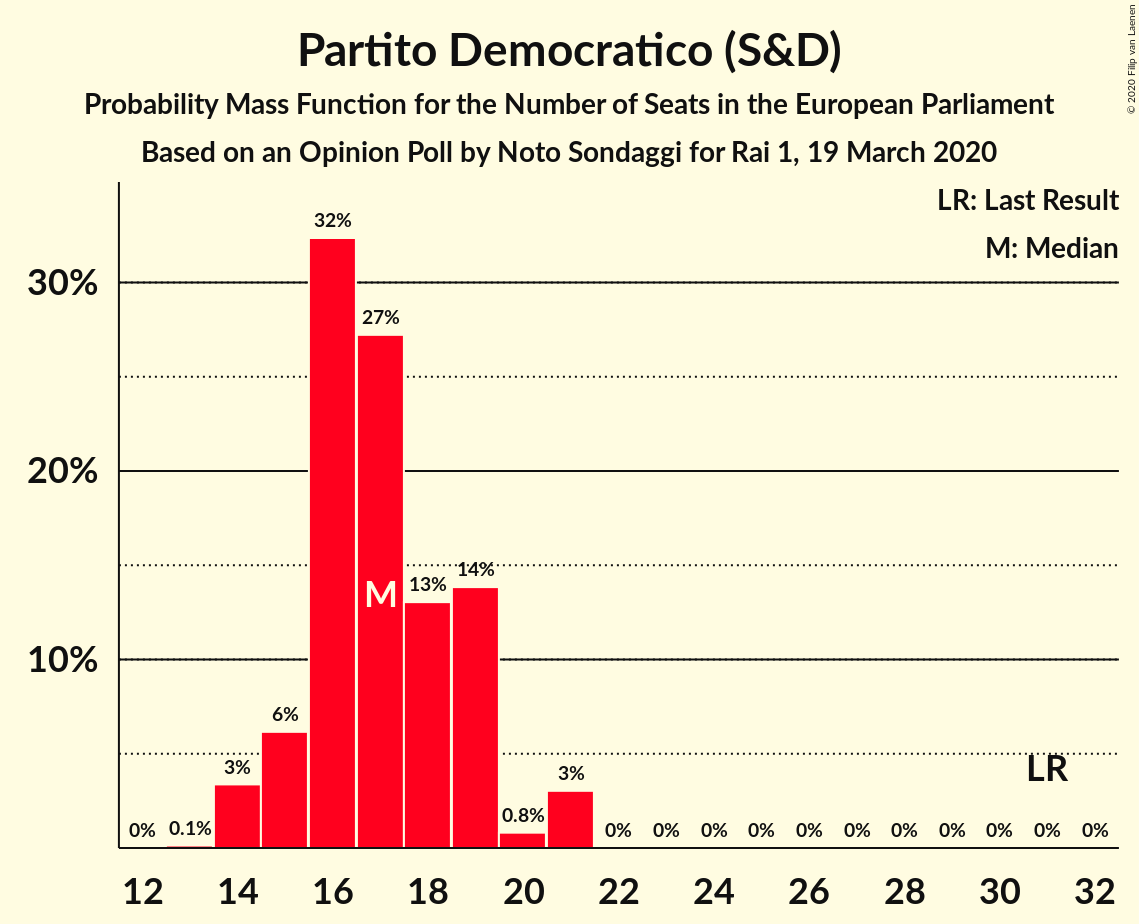 Partito Democratico (S&D)
Probability Mass Function for the Number of Seats in the European Parliament
Based on an Opinion Poll by Noto Sondaggi for Rai 1, 19 March 2020
© 2020 Filip van Laenen
LR: Last Result
M: Median
30%
20%
10%
0% 0.1% 3% 6% 32% 27% 13% 14% 0.8% 3% 0% 0% 0% 0% 0% 0% 0% 0% 0% 0% 0%
M
LR
12 14 16 18 20 22 24 26 28 30 32